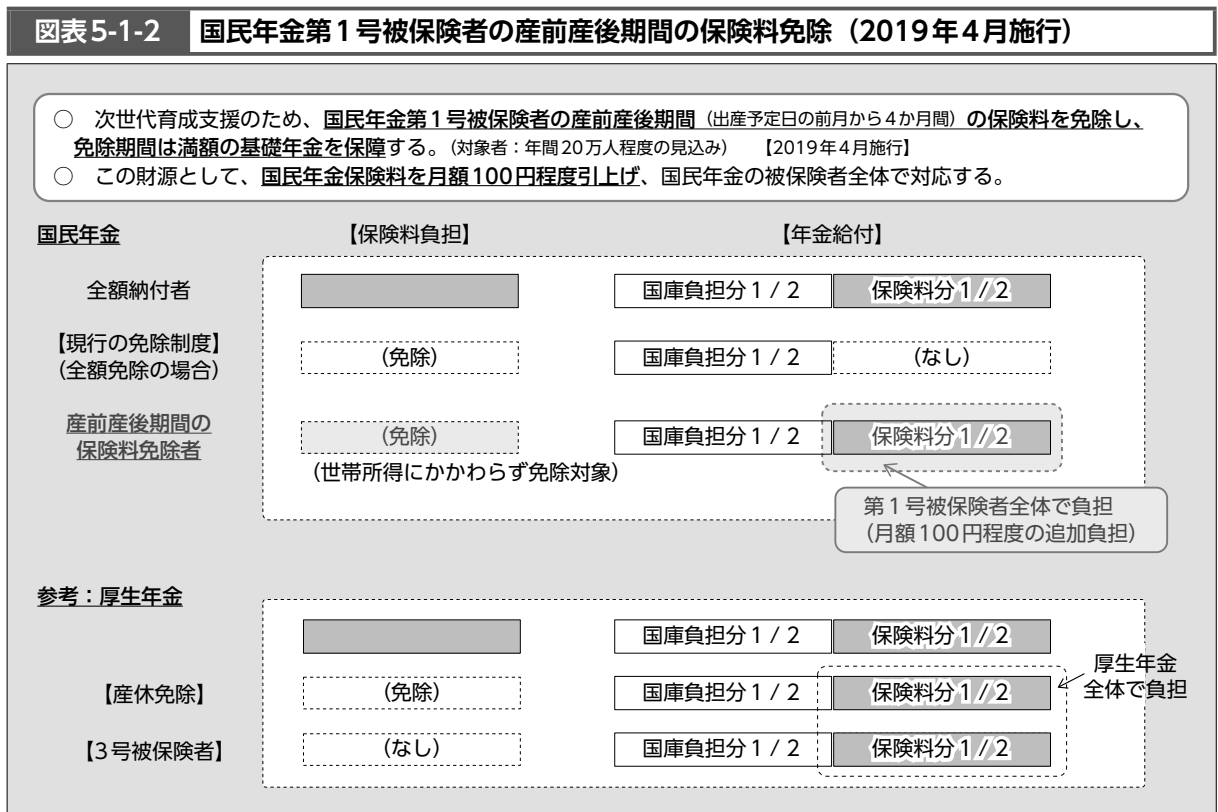 図表5-1-2 国民年金第1号被保険者の産前産後期間の保険料免除（2019年4月施行）
○ 次世代育成支援のため、国民年金第1号被保険者の産前産後期間（出産予定日の前月から4か月間）の保険料を免除し、
免除期間は満額の基礎年金を保障する。（対象者：年間20万人程度の見込み） 【2019年4月施行】
○ この財源として、国民年金保険料を月額100円程度引上げ、国民年金の被保険者全体で対応する。
国民年金 【保険料負担】 【年金給付】
全額納付者 国庫負担分1/2 保険料分1/2
【現行の免除制度】
（全額免除の場合） （免除） 国庫負担分1/2 （なし）
産前産後期間の
保険料免除者 （免除） 国庫負担分1/2 保険料分1/2
（世帯所得にかかわらず免除対象）
第1号被保険者全体で負担
（月額100円程度の追加負担）
参考：厚生年金
国庫負担分1/2 保険料分1/2
厚生年金
全体で負担
【産休免除】 （免除） 国庫負担分1/2 保険料分1/2
【3号被保険者】 （なし） 国庫負担分1/2 保険料分1/2